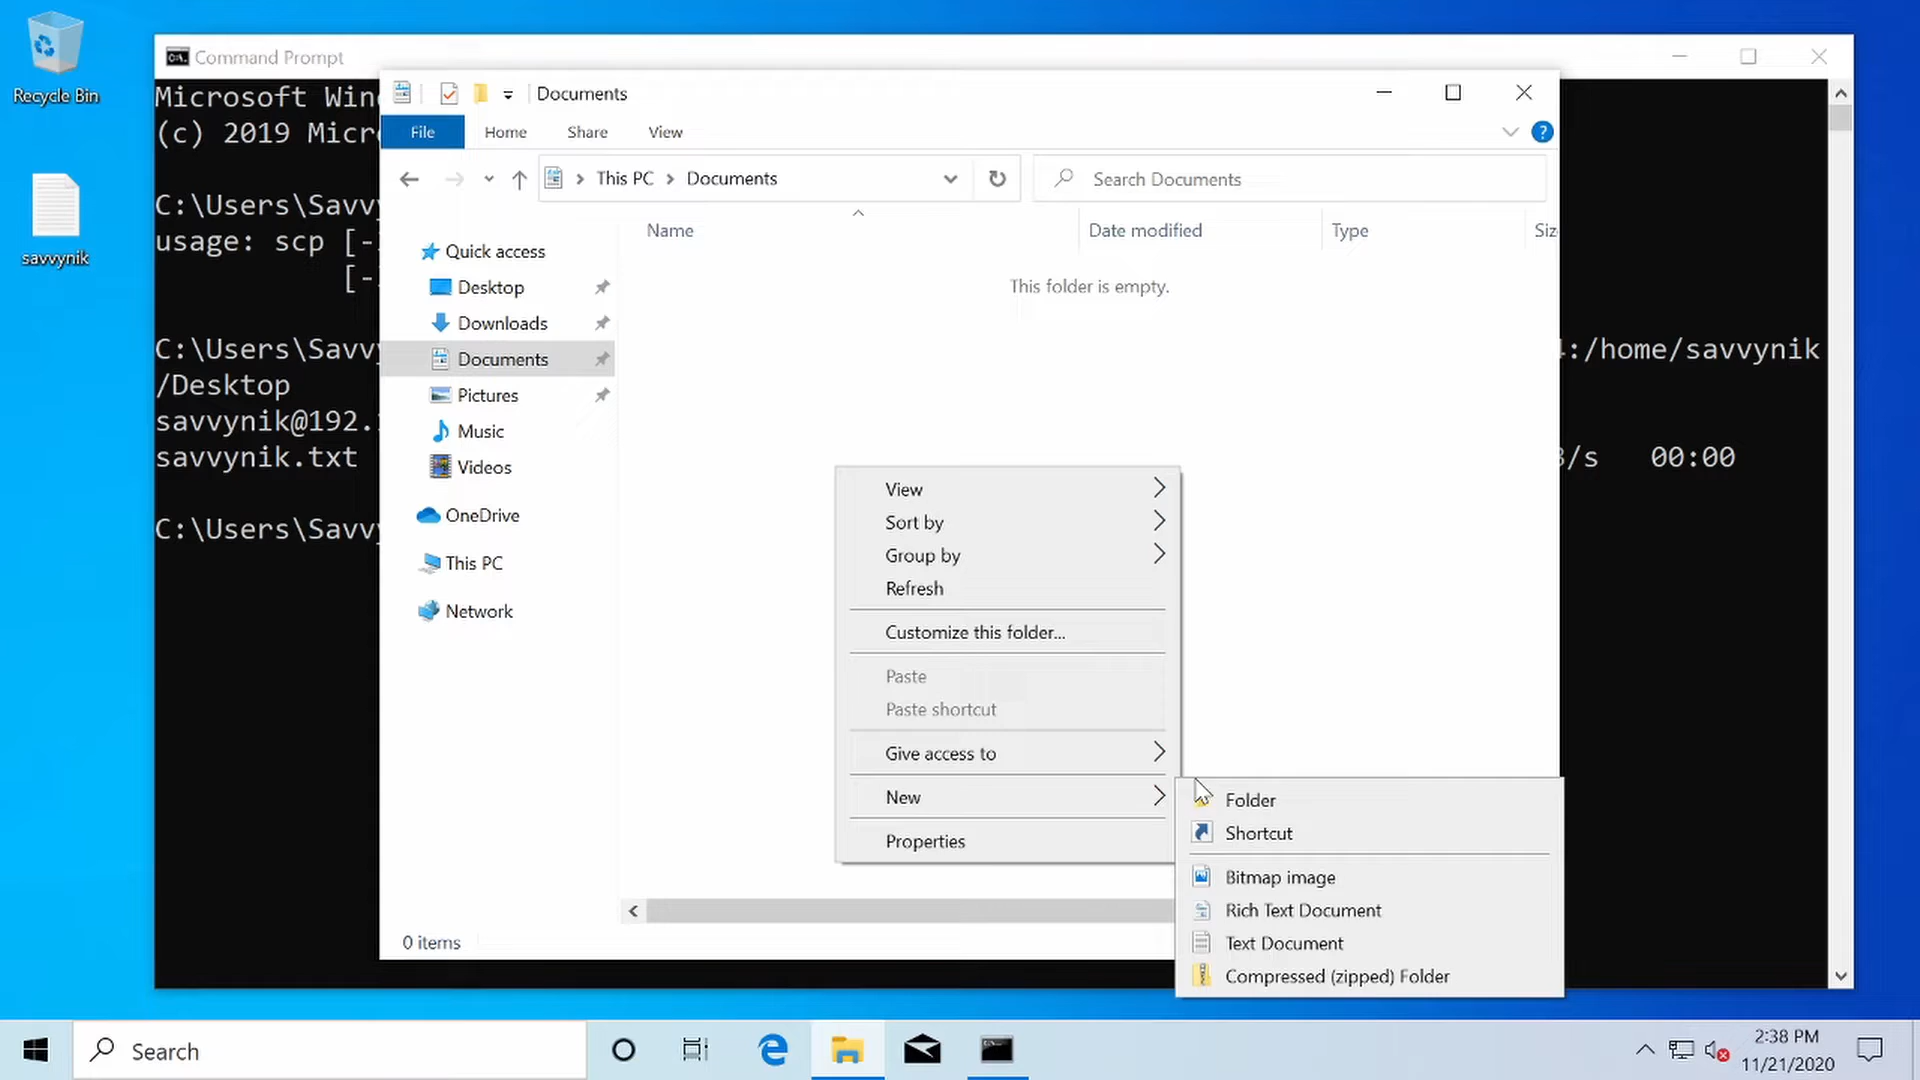 Recycle Bin
savvynik
Command Prompt
Microsoft Win
(c) 2019 Micr
C:\Users\Savvy
usage: scp [-
[-
C:\Users\Savvy
:/home/savvynik
/Desktop
savvynik@192.
savvynik.txt
/s 00:00
C:\Users\Savvy
Documents
File Home Share View
This PC Documents
Search Documents
Name Date modified Type Siz
This folder is empty.
Quick access
Desktop
Downloads
Documents
Pictures
Music
Videos
OneDrive
This PC
Network
0 items
View
Sort by
Group by
Refresh
Customize this folder...
Paste
Paste shortcut
Give access to
New
Properties
Folder
Shortcut
Bitmap image
Rich Text Document
Text Document
Compressed (zipped) Folder
Search
2:38 PM
11/21/2020